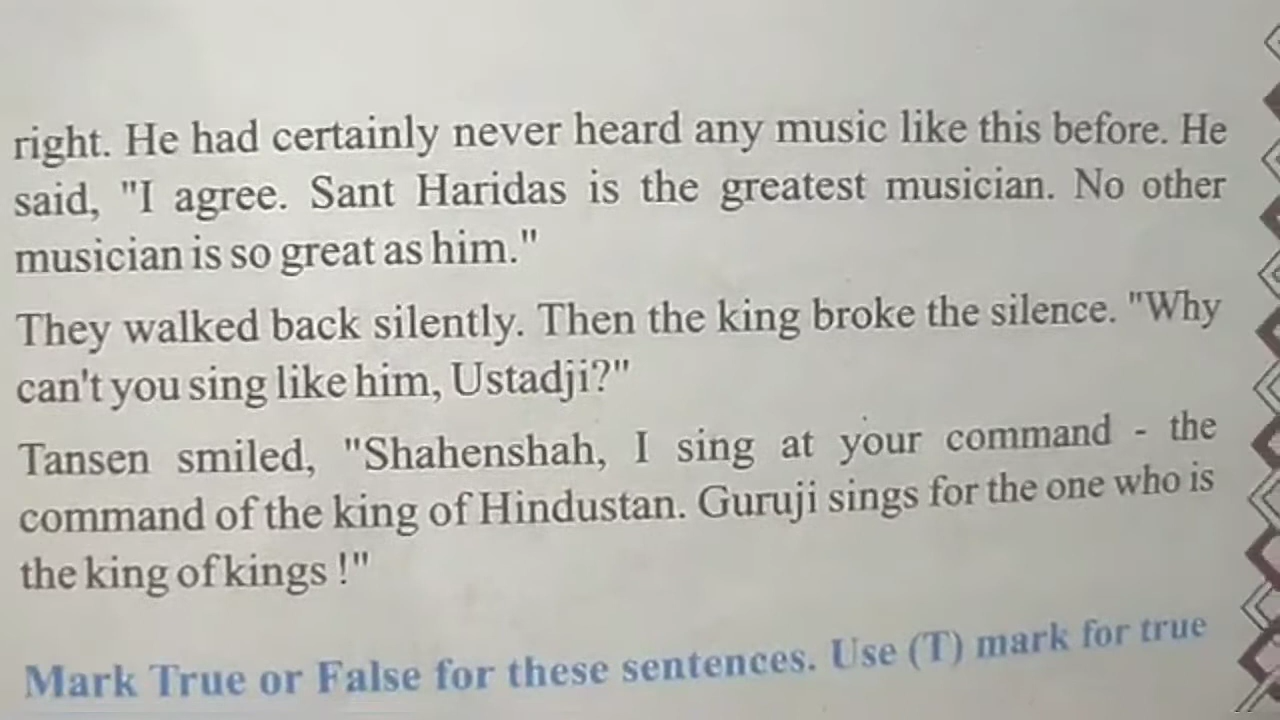 right. He had certainly never heard any music like this before. He
said, "I agree. Sant Haridas is the greatest musician. No other
musician is so great as him."
They walked back silently. Then the king broke the silence. "Why
can't you sing like him, Ustadji?"
Tansen smiled, "Shahenshah, I sing at your command - the
command of the king of Hindustan. Guruji sings for the one who is
the king of kings !"
Mark True or False for these sentences. Use (T) mark for true